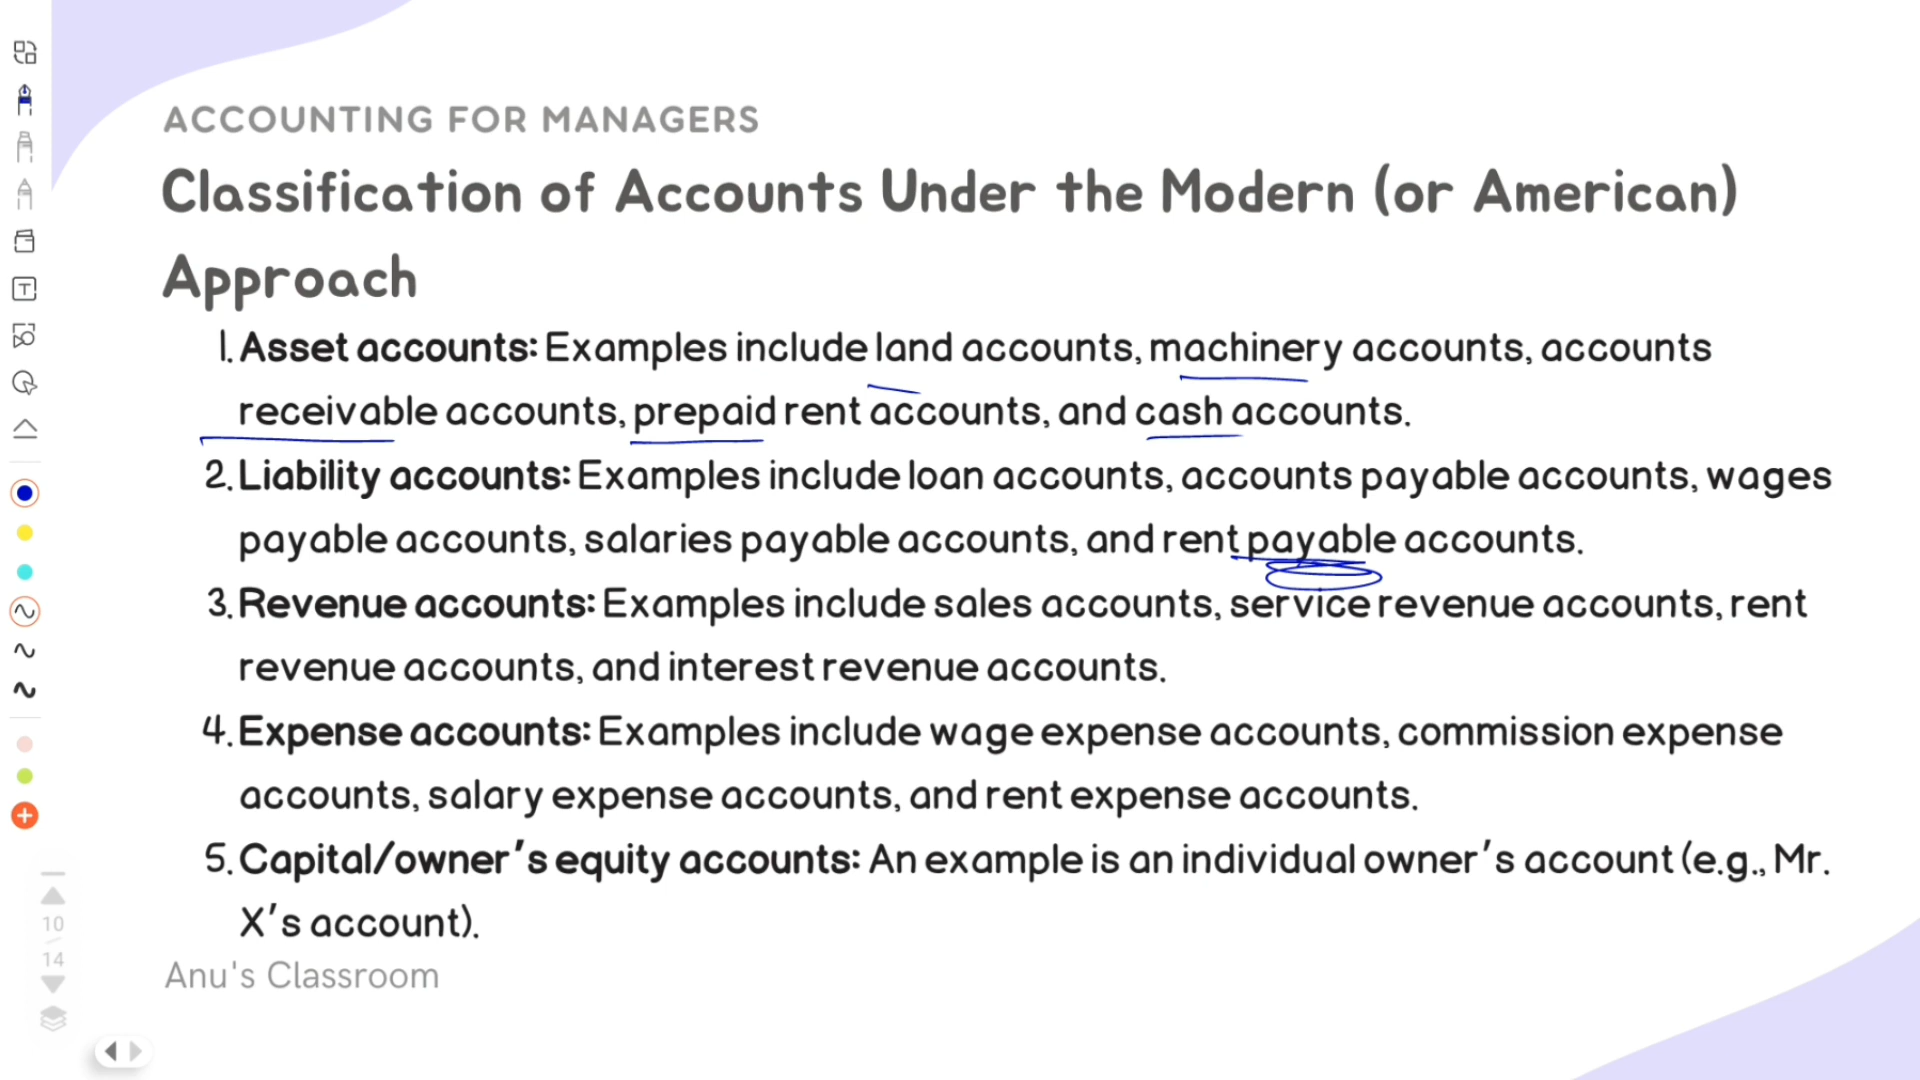 ACCOUNTING FOR MANAGERS
Classification of Accounts Under the Modern (or American)
Approach
1. Asset accounts: Examples include land accounts, machinery accounts, accounts
receivable accounts, prepaid rent accounts, and cash accounts.
2. Liability accounts: Examples include loan accounts, accounts payable accounts, wages
payable accounts, salaries payable accounts, and rent payable accounts.
3. Revenue accounts: Examples include sales accounts, service revenue accounts, rent
revenue accounts, and interest revenue accounts.
4. Expense accounts: Examples include wage expense accounts, commission expense
accounts, salary expense accounts, and rent expense accounts.
5. Capital/owner's equity accounts: An example is an individual owner's account (e.g., Mr.
X's account).
Anu's Classroom
10
14